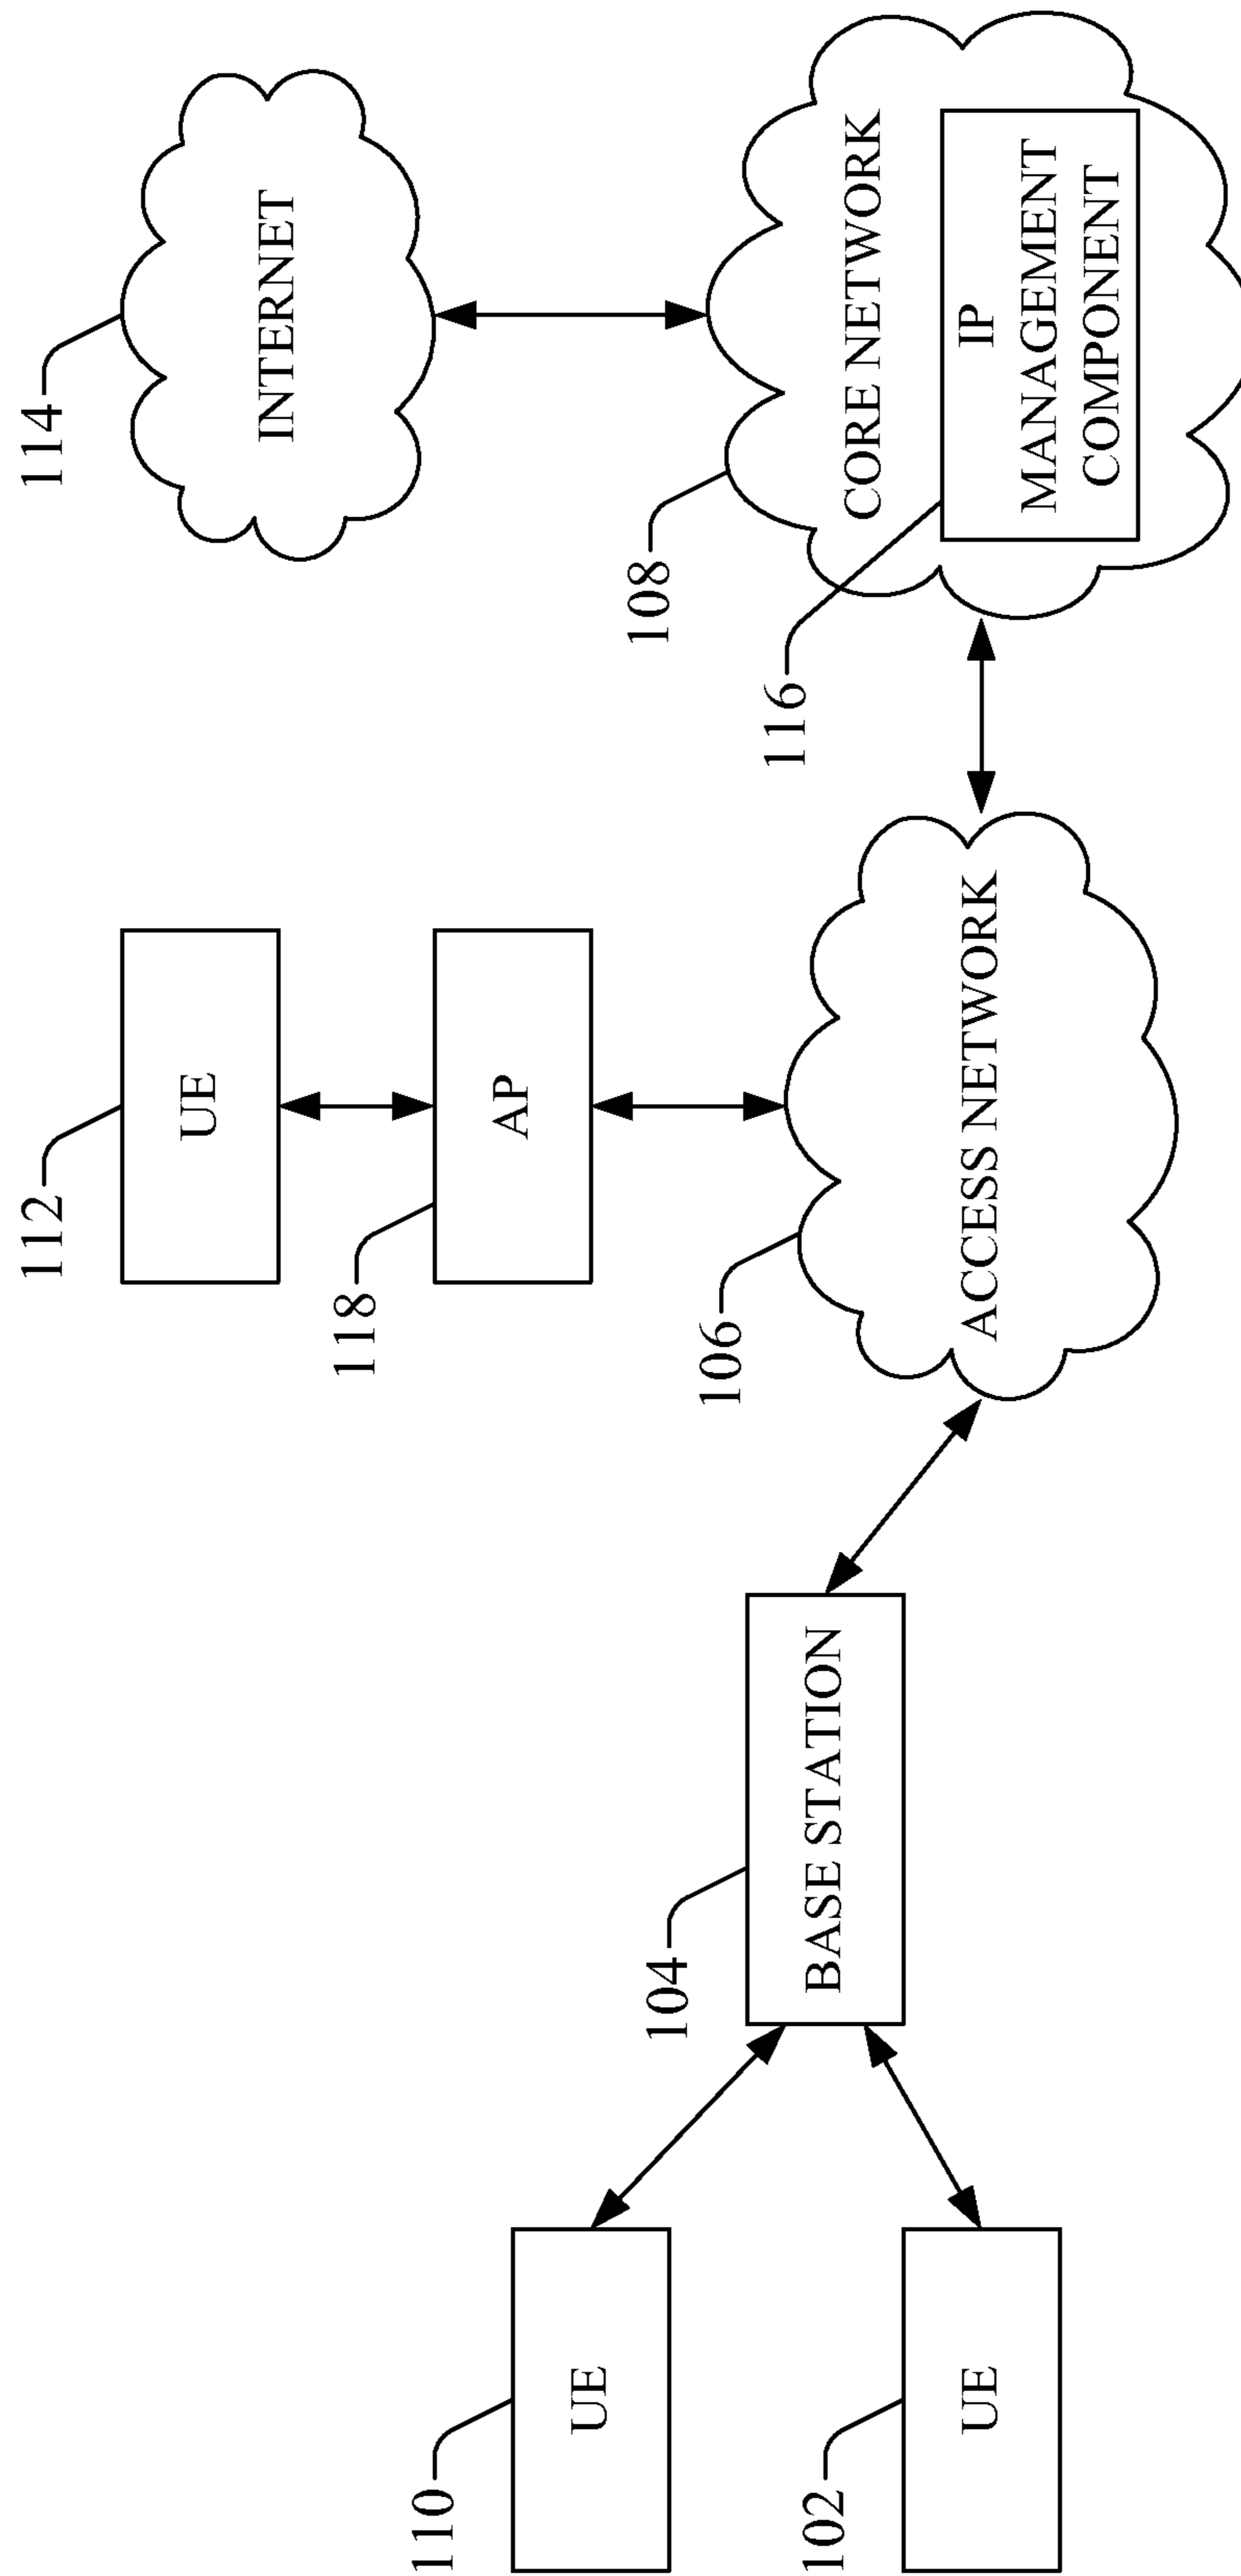 114
INTERNET
112
UE
118
AP
108
CORE NETWORK
116
IP
MANAGEMENT
COMPONENT
106
ACCESS NETWORK
104
BASE STATION
110
UE
102
UE